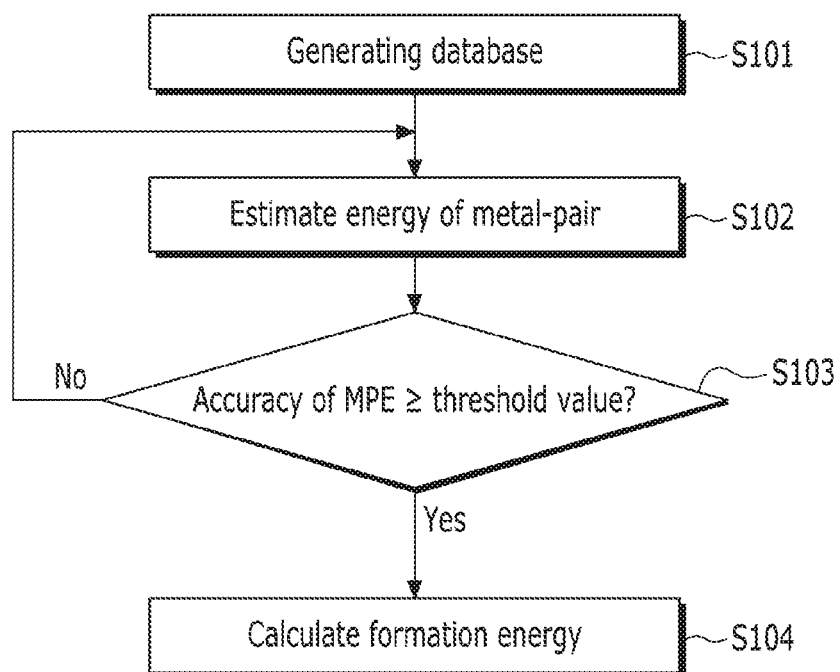 Generating database
S101
Estimate energy of metal-pair
S102
S103
No
Accuracy of MPE ≥ threshold value?
Yes
Calculate formation energy
S104